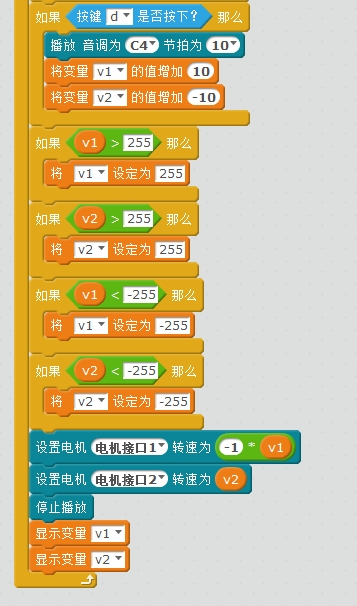 如果 按键 d 是否按下? 那么
播放 音调为 C4 节拍为 10
将变量 v1 的值增加 10
将变量 v2 的值增加 -10
如果 v1 > 255 那么
将 v1 设定为 255
如果 v2 > 255 那么
将 v2 设定为 255
如果 v1 < -255 那么
将 v1 设定为 -255
如果 v2 < -255 那么
将 v2 设定为 -255
设置电机 电机接口1 转速为 -1 * v1
设置电机 电机接口2 转速为 v2
停止播放
显示变量 v1
显示变量 v2